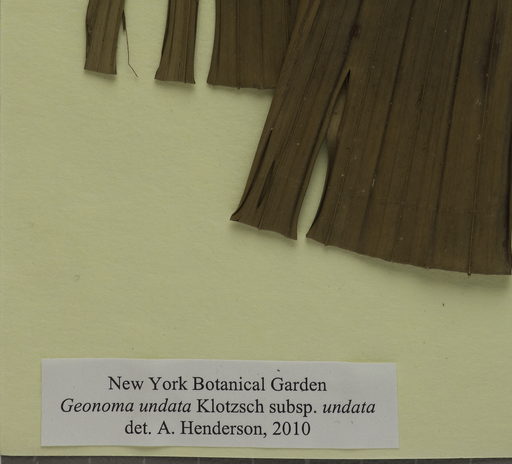 New York Botanical Garden
Geonoma undata Klotzsch subsp. undata
det. A. Henderson, 2010